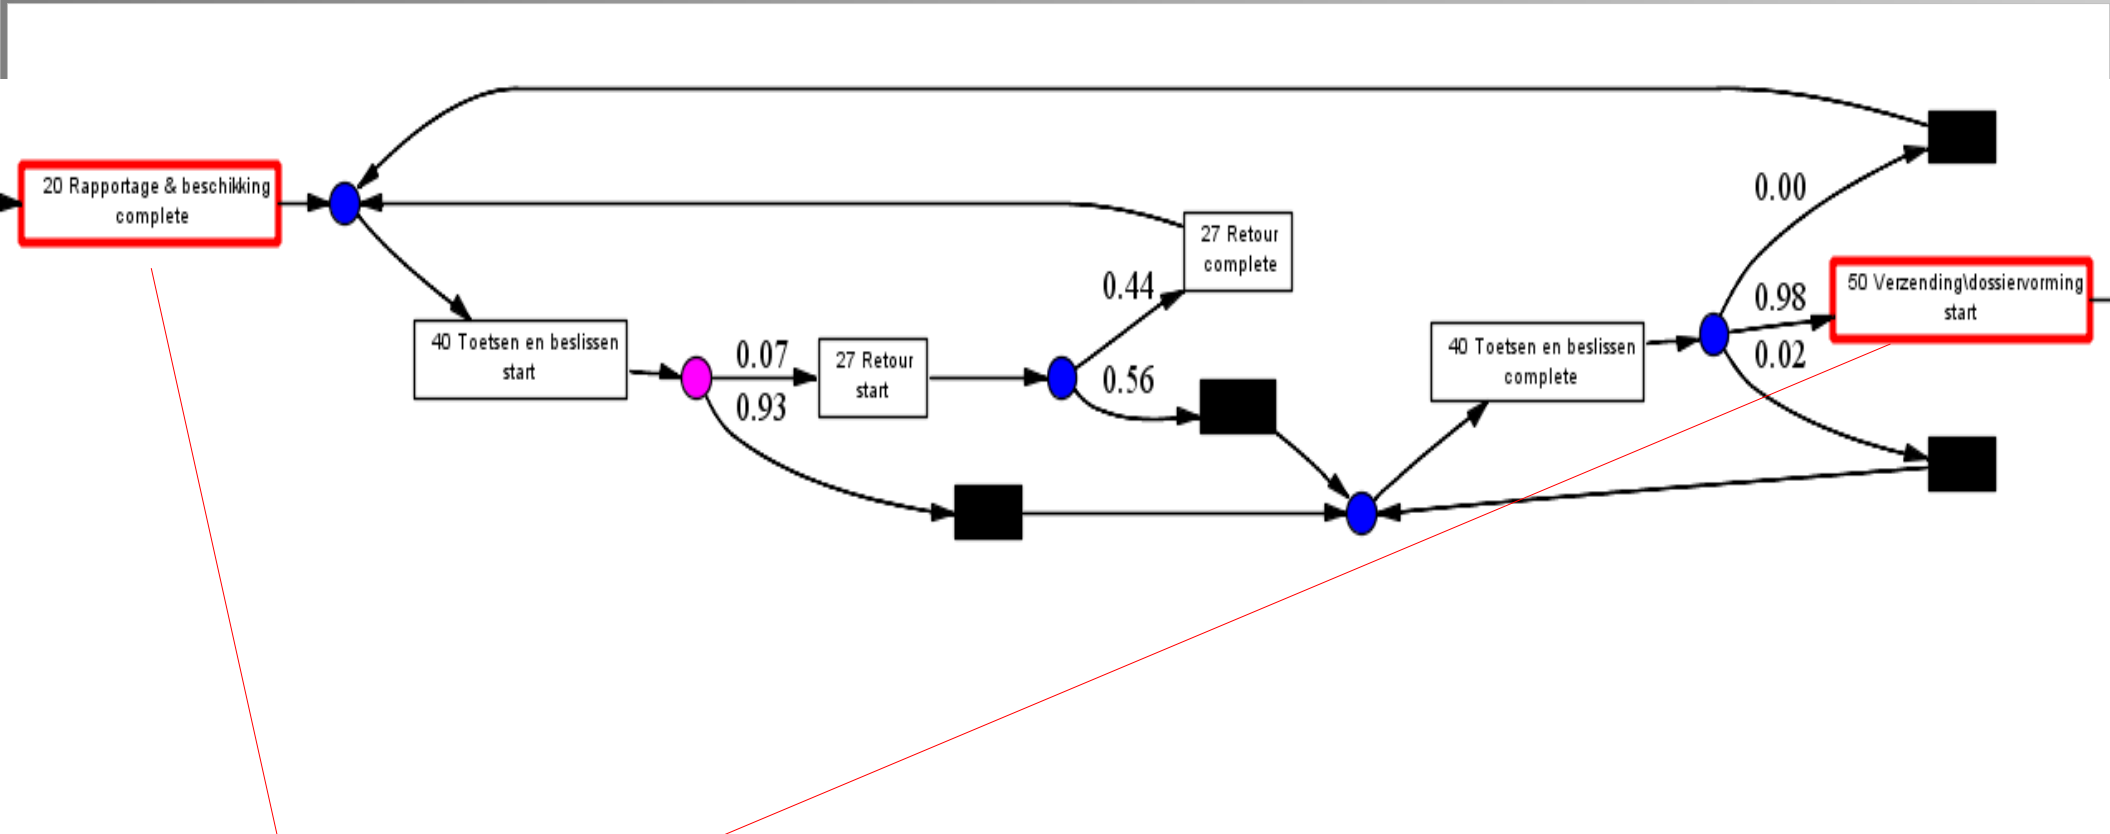 20 Rapportage & beschikking
complete
40 Toetsen en beslissen
start
0.07
0.93
27 Retour
start
0.44
0.56
27 Retour
complete
40 Toetsen en beslissen
complete
0.00
0.98
0.02
50 Verzending\dossiervorming
start